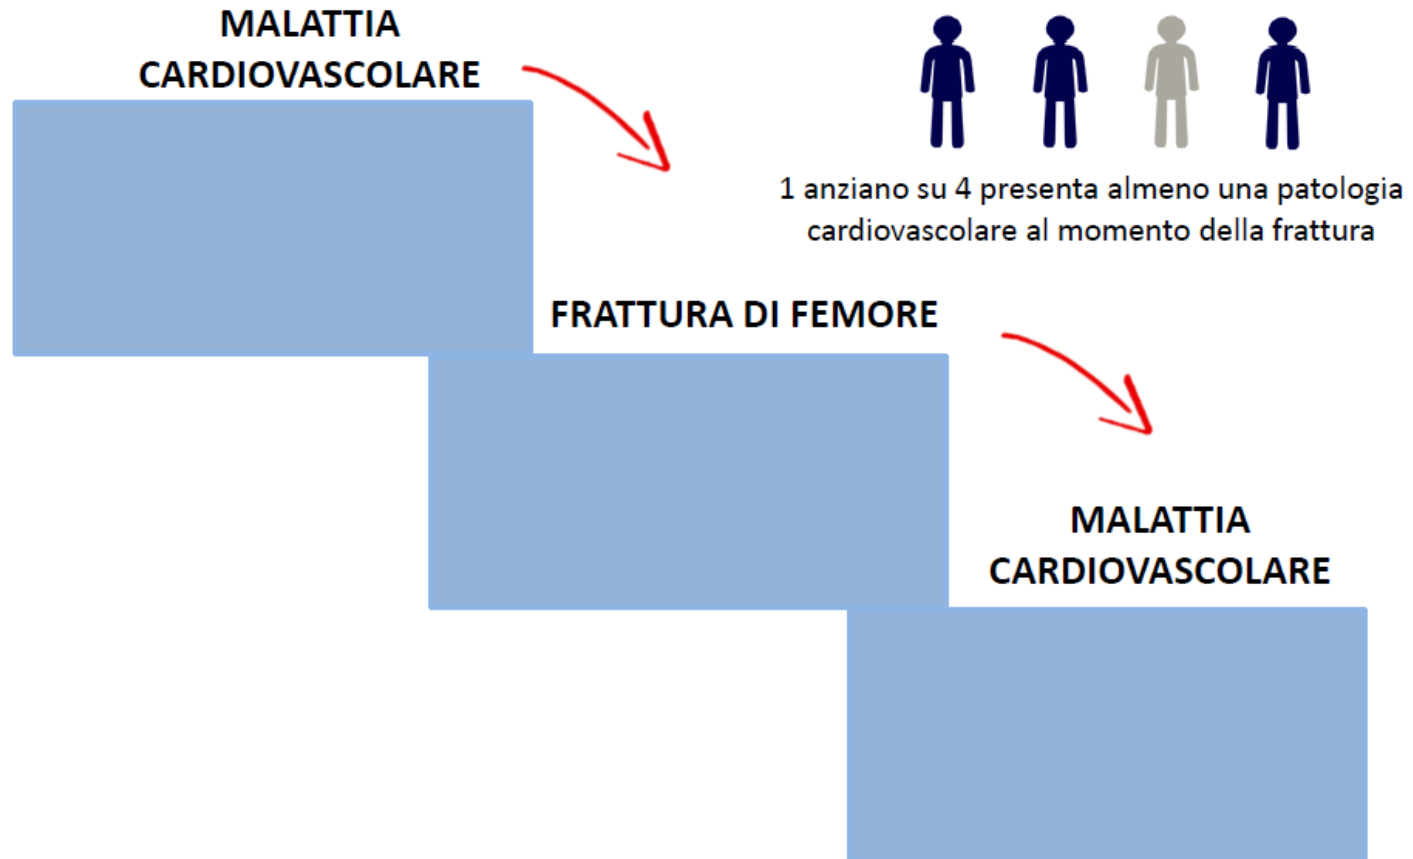 MALATTIA
CARDIOVASCOLARE
1 anziano su 4 presenta almeno una patologia
cardiovascolare al momento della frattura
FRATTURA DI FEMORE
MALATTIA
CARDIOVASCOLARE